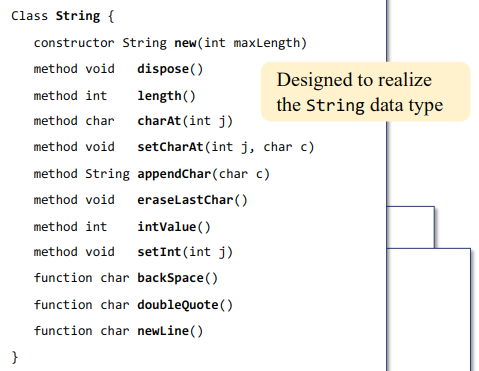 Class String {
constructor String new(int maxLength)
method void dispose()
method int length()
method char charAt(int j)
method void setCharAt(int j, char c)
method String appendChar(char c)
method void eraseLastChar()
method int intValue()
method void setInt(int j)
function char backSpace()
function char doubleQuote()
function char newLine()
}
Designed to realize
the String data type